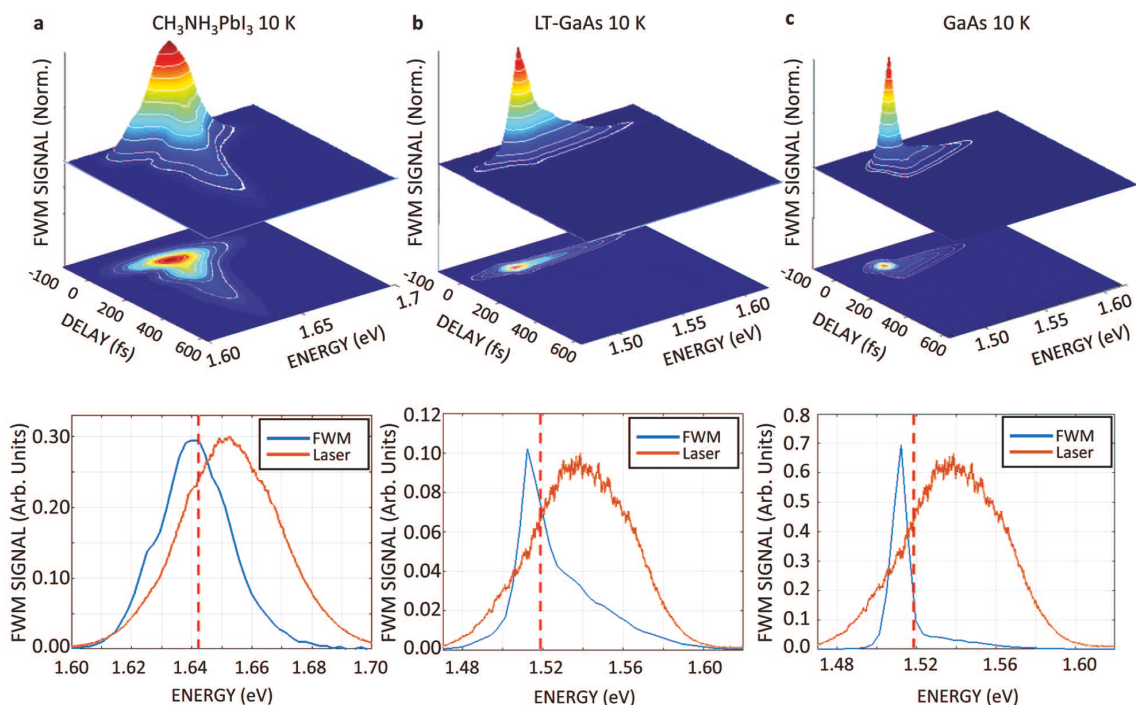 a CH₃NH₃PbI₃ 10 K
b LT-GaAs 10 K
c GaAs 10 K
FWM SIGNAL (Norm.)
-100
0
200
400
600
DELAY (fs)
1.60
1.65
1.7
ENERGY (eV)
FWM SIGNAL (Norm.)
-100
0
200
400
600
DELAY (fs)
1.50
1.55
1.60
ENERGY (eV)
FWM SIGNAL (Norm.)
-100
0
200
400
600
DELAY (fs)
1.50
1.55
1.60
ENERGY (eV)
FWM SIGNAL (Arb. Units)
0.30
0.20
0.10
0.00
FWM
Laser
1.60 1.62 1.64 1.66 1.68 1.70
ENERGY (eV)
FWM SIGNAL (Arb. Units)
0.12
0.10
0.08
0.06
0.04
0.02
0.00
FWM
Laser
1.48 1.52 1.56 1.60
ENERGY (eV)
FWM SIGNAL (Arb. Units)
0.8
0.7
0.6
0.5
0.4
0.3
0.2
0.1
0.0
FWM
Laser
1.48 1.52 1.56 1.60
ENERGY (eV)